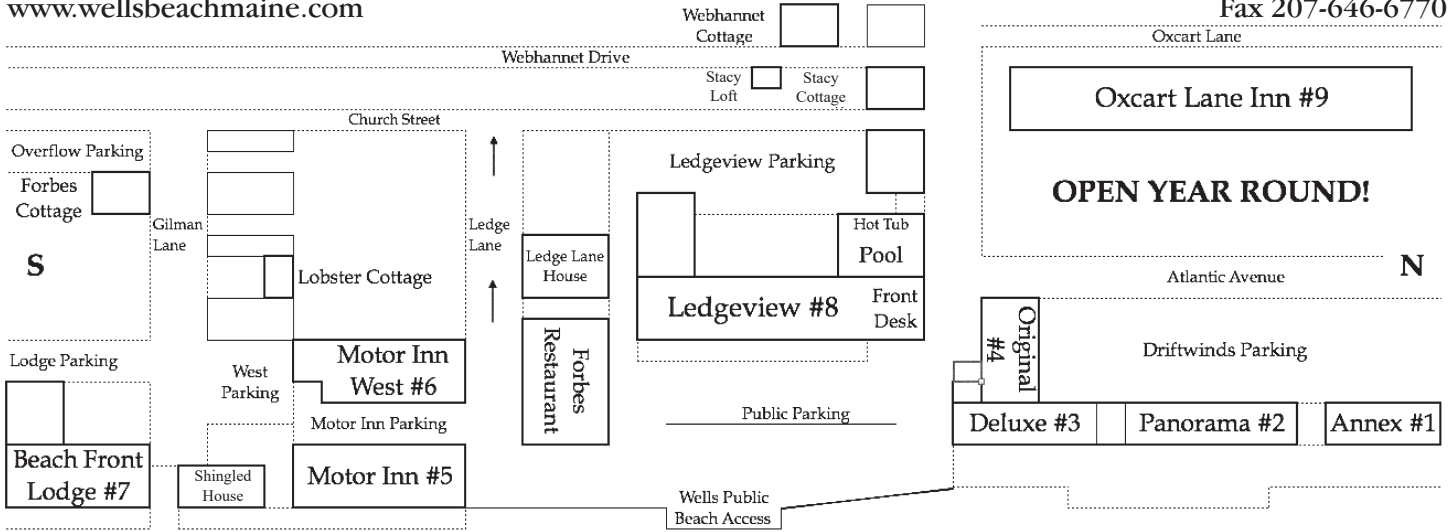 www.wellsbeachmaine.com
Fax 207-646-6770
Webhannet
Cottage
Oxcart Lane
Webhannet Drive
Stacy
Loft
Stacy
Cottage
Oxcart Lane Inn #9
Church Street
Overflow Parking
Ledgeview Parking
Forbes
Cottage
OPEN YEAR ROUND!
Gilman
Lane
Ledge
Lane
Hot Tub
Pool
S
Ledge Lane
House
N
Lobster Cottage
Atlantic Avenue
Ledgeview #8
Front
Desk
Original
#4
Forbes
Restaurant
Driftwinds Parking
Lodge Parking
Motor Inn
West #6
West
Parking
Public Parking
Motor Inn Parking
Deluxe #3
Panorama #2
Annex #1
Beach Front
Lodge #7
Shingled
House
Motor Inn #5
Wells Public
Beach Access